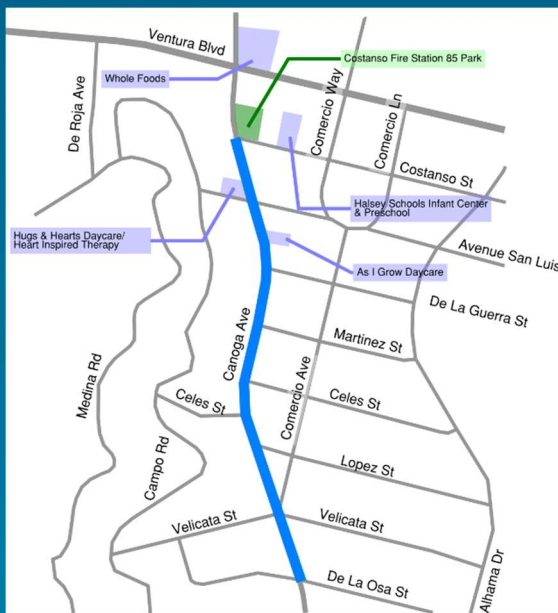 Ventura Blvd
Costanso Fire Station 85 Park
Whole Foods
De Roja Ave
Comercio Way
Comercio Ln
Costanso St
Halsey Schools Infant Center
& Preschool
Hugs & Hearts Daycare/
Heart Inspired Therapy
Avenue San Luis
As I Grow Daycare
De La Guerra St
Canoga Ave
Martinez St
Medina Rd
Comercio Ave
Celes St
Celes St
Campo Rd
Lopez St
Velicata St
Velicata St
De La Osa St
Alhama Dr